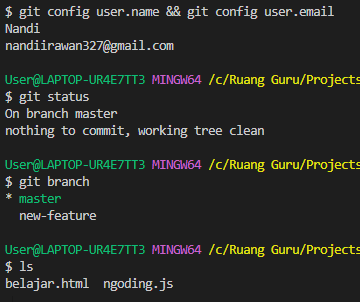 $ git config user.name && git config user.email
Nandi
nandiirawan327@gmail.com
User@LAPTOP-UR4E7TT3 MINGW64 /c/Ruang Guru/Projects
$ git status
On branch master
nothing to commit, working tree clean
User@LAPTOP-UR4E7TT3 MINGW64 /c/Ruang Guru/Projects
$ git branch
* master
new-feature
User@LAPTOP-UR4E7TT3 MINGW64 /c/Ruang Guru/Projects
$ ls
belajar.html ngoding.js